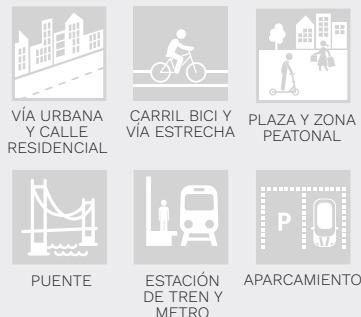 VÍA URBANA
Y CALLE
RESIDENCIAL
CARRIL BICI Y
VÍA ESTRECHA
PLAZA Y ZONA
PEATONAL
P
PUENTE
ESTACIÓN
DE TREN Y
METRO
APARCAMIENTO